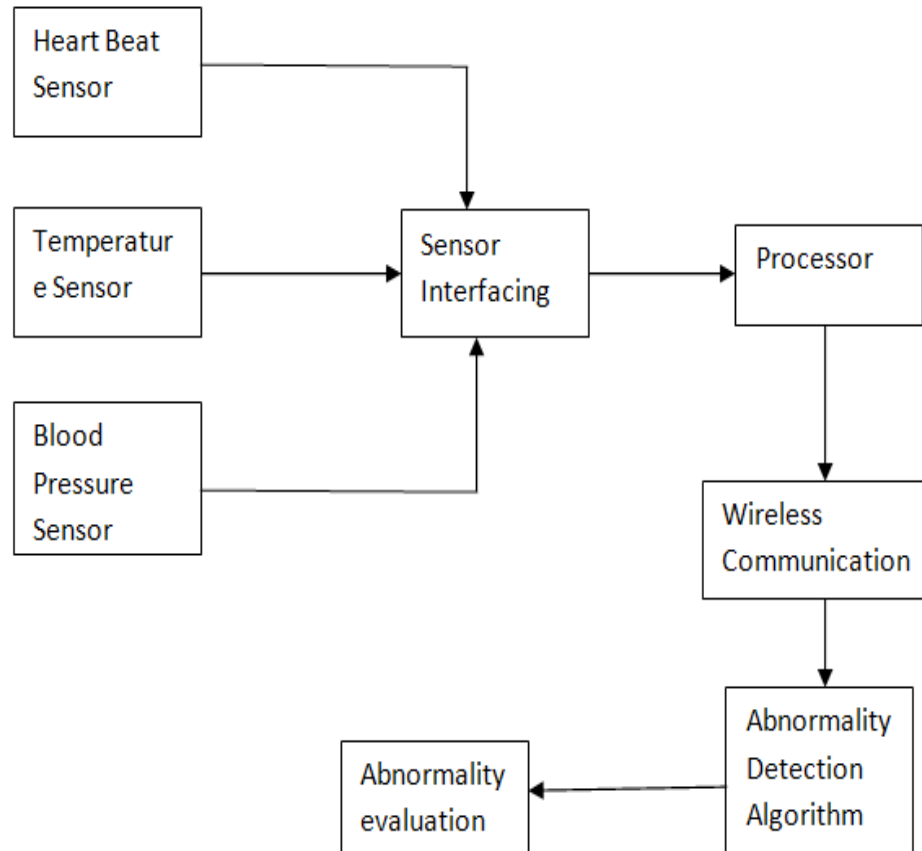 Heart Beat
Sensor
Temperatur
e Sensor
Sensor
Interfacing
Processor
Blood
Pressure
Sensor
Wireless
Communication
Abnormality
Detection
Algorithm
Abnormality
evaluation